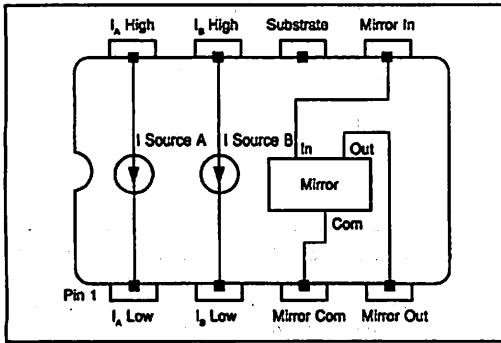 I_A High I_B High Substrate Mirror In
I Source A I Source B In Out
Mirror
Com
Pin 1
I_A Low I_B Low Mirror Com Mirror Out